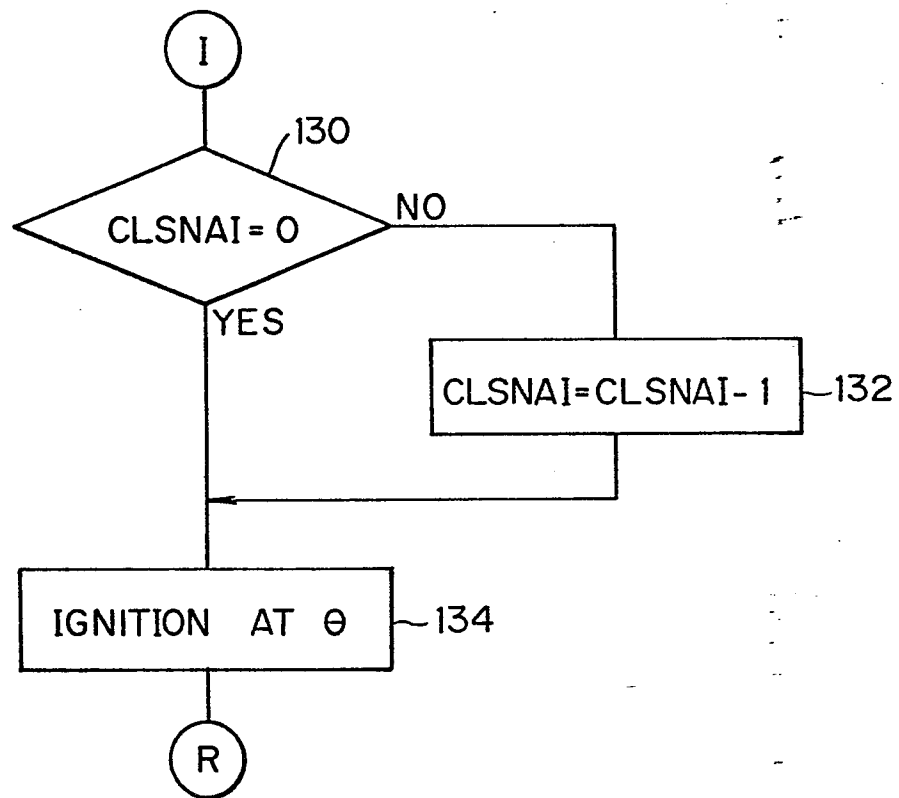 I
130
CLSNAI = 0
NO
YES
CLSNAI=CLSNAI-1
132
IGNITION AT θ
134
R